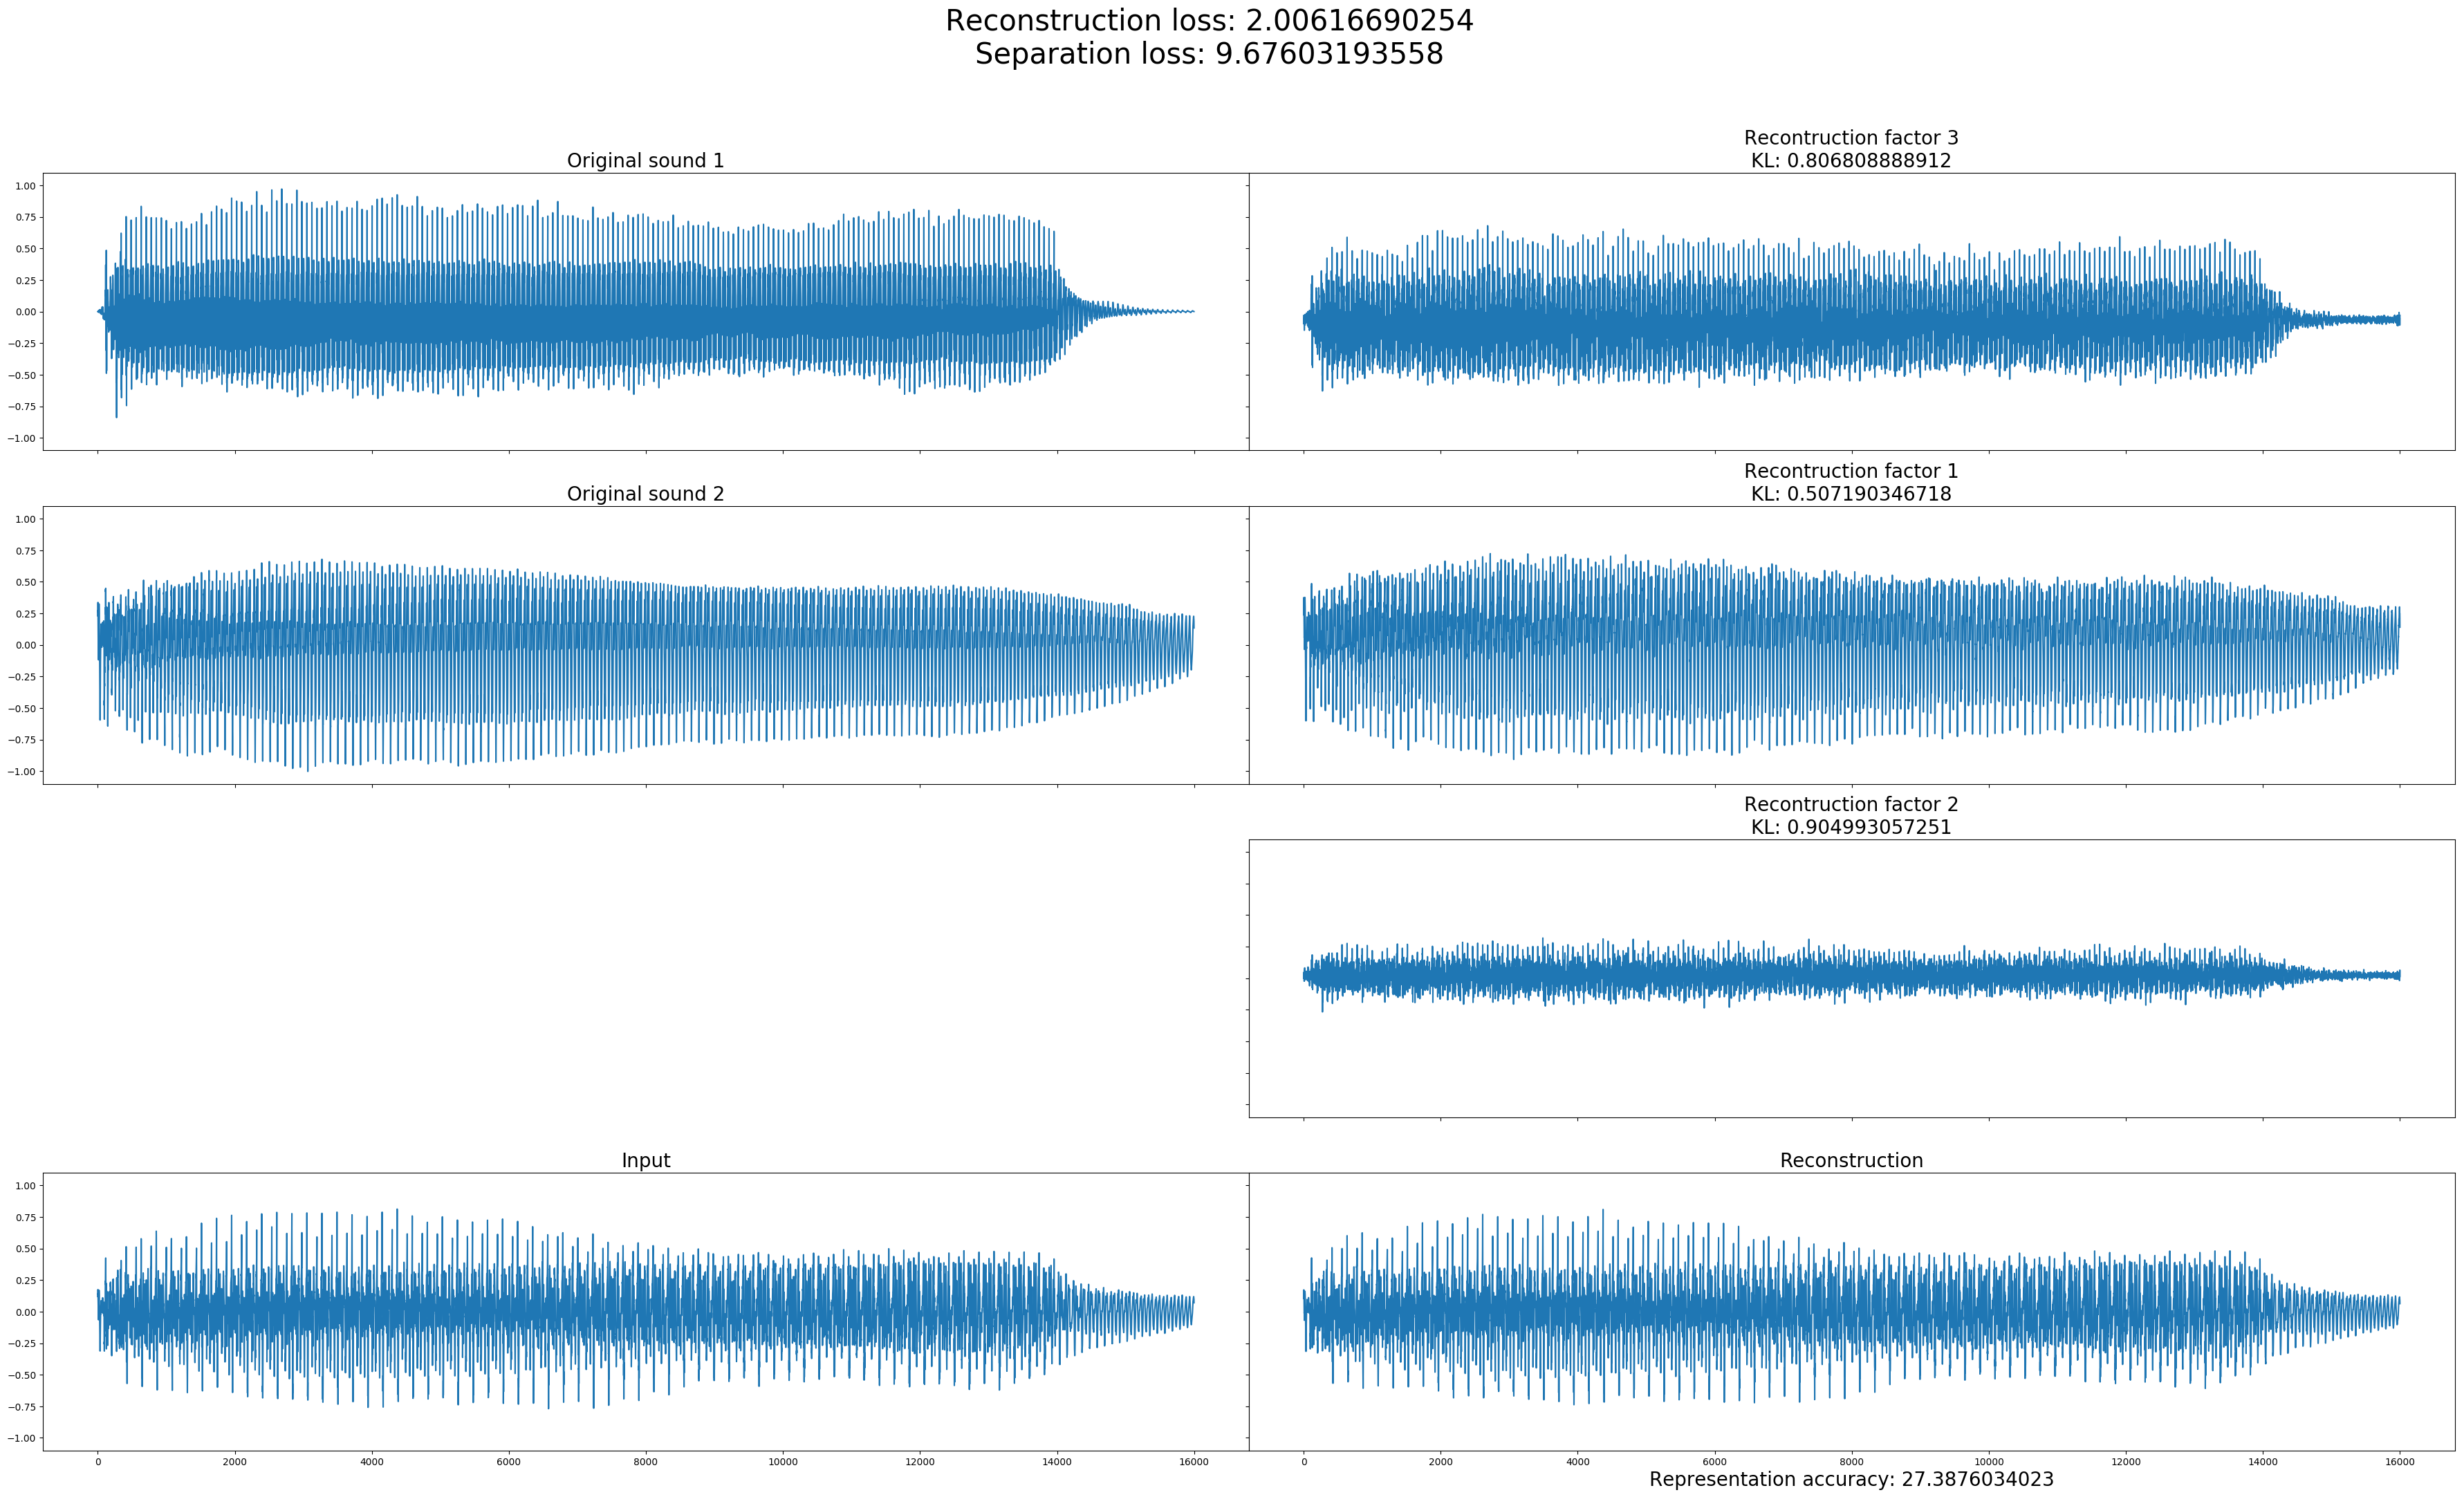 Reconstruction loss: 2.00616690254
Separation loss: 9.67603193558
Original sound 1
Recontruction factor 3
KL: 0.806808888912
1.00
0.75
0.50
0.25
0.00
−0.25
−0.50
−0.75
−1.00
Original sound 2
Recontruction factor 1
KL: 0.507190346718
1.00
0.75
0.50
0.25
0.00
−0.25
−0.50
−0.75
−1.00
Recontruction factor 2
KL: 0.904993057251
Input
Reconstruction
1.00
0.75
0.50
0.25
0.00
−0.25
−0.50
−0.75
−1.00
0 2000 4000 6000 8000 10000 12000 14000 16000
0 2000 4000 6000 8000 10000 12000 14000 16000
Representation accuracy: 27.3876034023